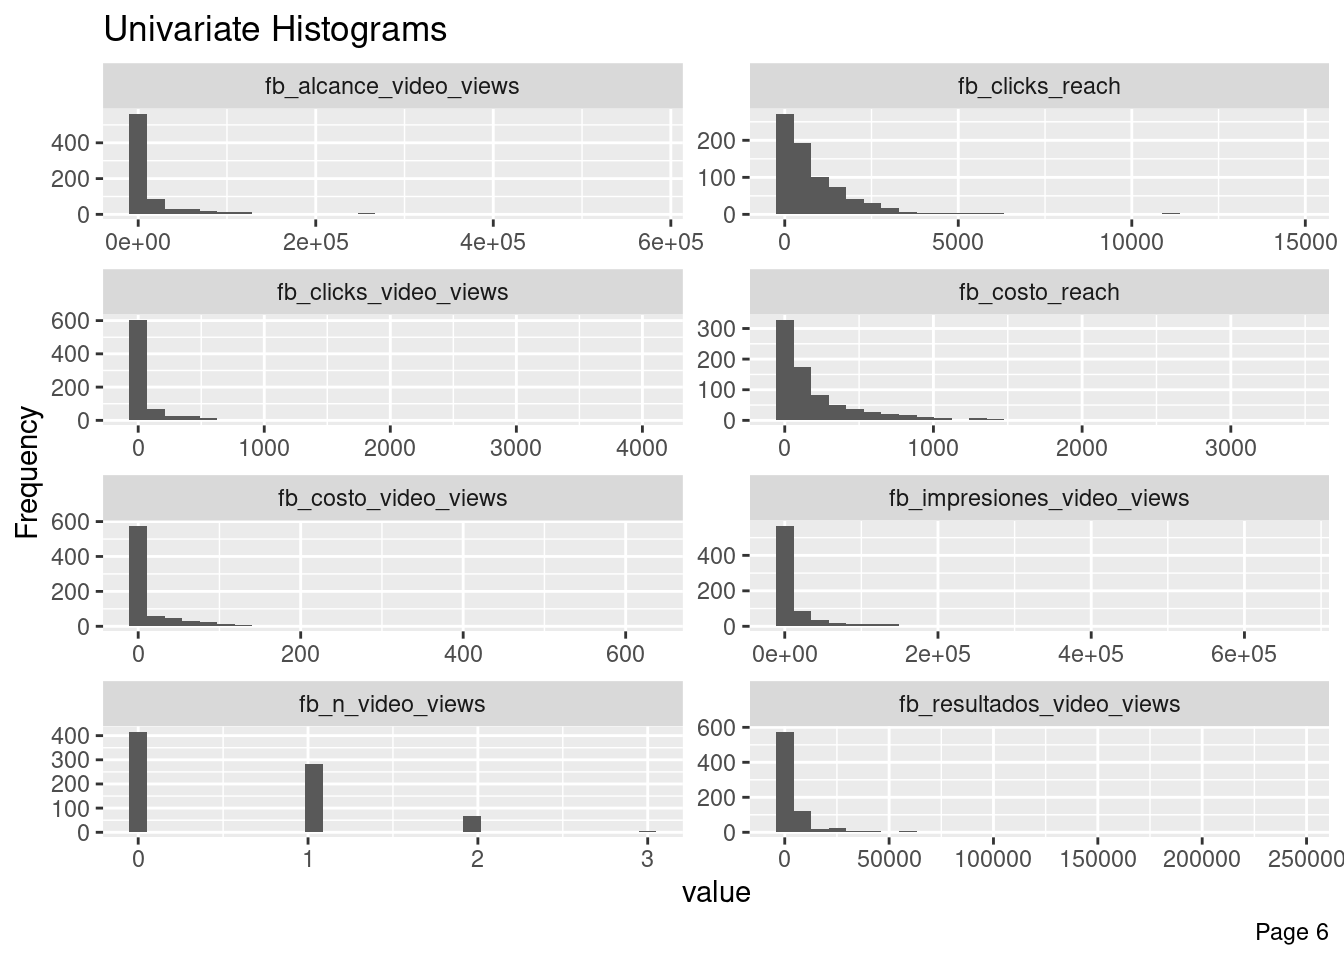 Univariate Histograms
fb_alcance_video_views
fb_clicks_reach
400
200
0
0e+00 2e+05 4e+05 6e+05
200
100
0
0 5000 10000 15000
fb_clicks_video_views
fb_costo_reach
600
400
200
0
0 1000 2000 3000 4000
300
200
100
0
0 1000 2000 3000
fb_costo_video_views
fb_impresiones_video_views
600
400
200
0
0 200 400 600
400
200
0
0e+00 2e+05 4e+05 6e+05
fb_n_video_views
fb_resultados_video_views
400
300
200
100
0
0 1 2 3
600
400
200
0
0 50000 100000 150000 200000 250000
Frequency
value
Page 6